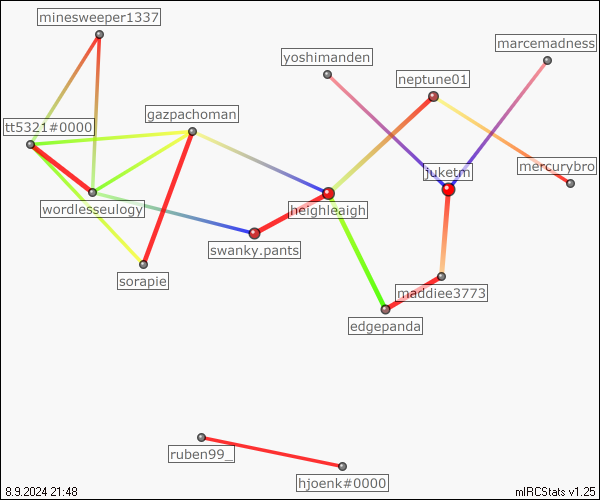 minesweeper1337
marcemadness
yoshimanden
neptune01
gazpachoman
tt5321#0000
mercurybro
juketm
wordlesseulogy
heighleaigh
swanky.pants
sorapie
maddiee3773
edgepanda
ruben99_
hjoenk#0000
8.9.2024 21:48
mIRCStats v1.25